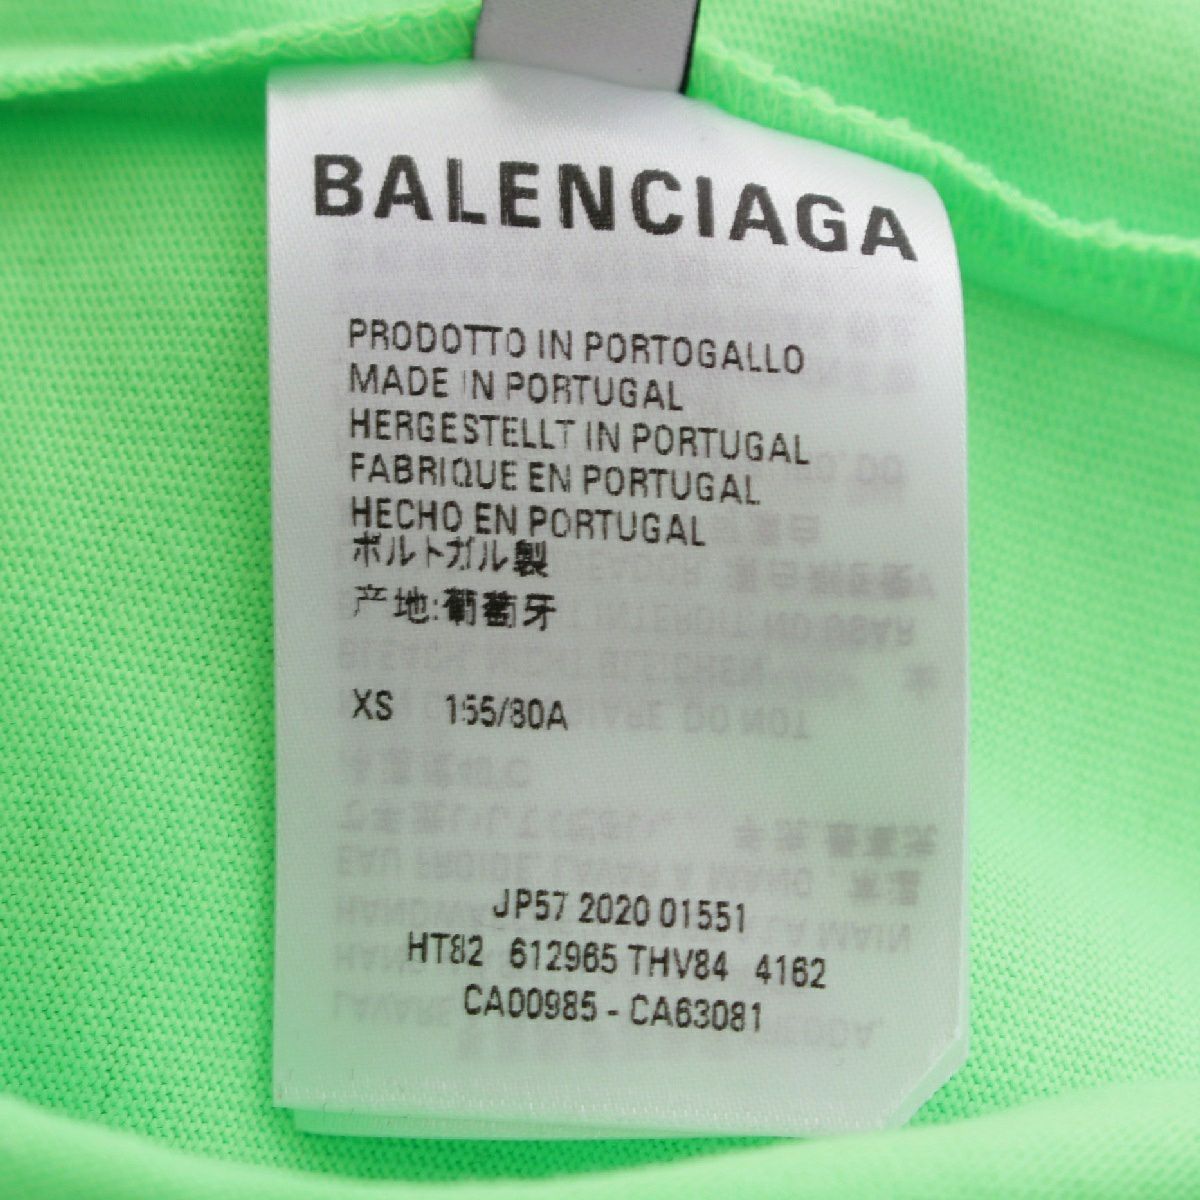 BALENCIAGA
PRODOTTO IN PORTOGALLO
MADE IN PORTUGAL
HERGESTELLT IN PORTUGAL
FABRIQUE EN PORTUGAL
HECHO EN PORTUGAL
ポルトガル製
产地:葡萄牙
XS 155/80A
JP57 2020 01551
HT82 612965 THV84 4162
CA00985 - CA63081